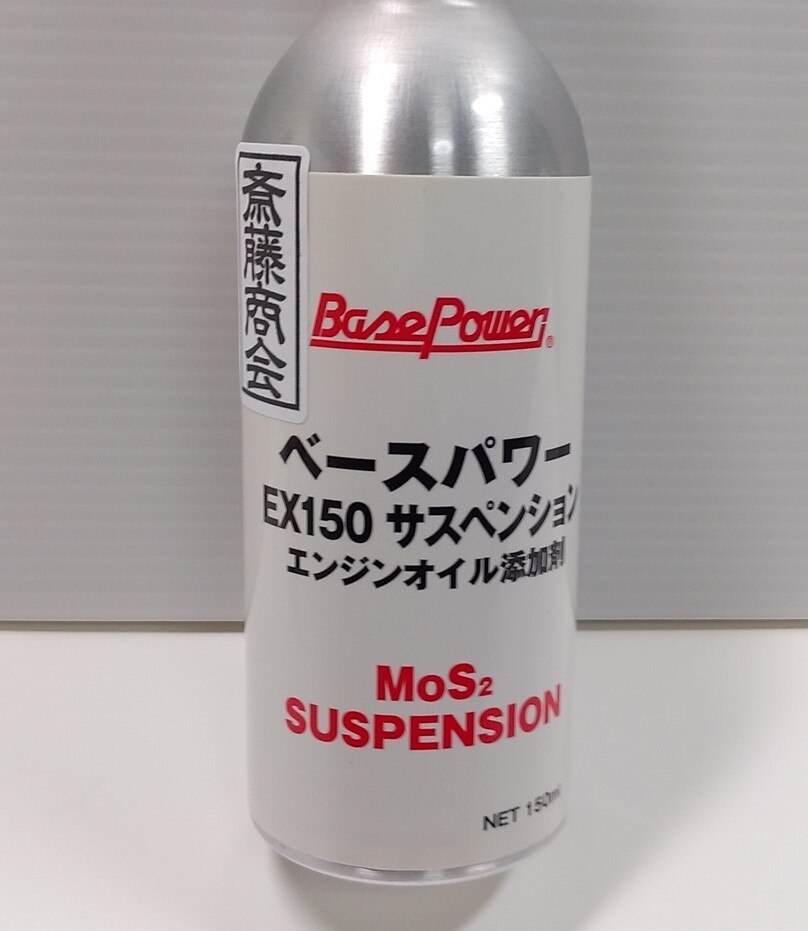 斎藤商会
BasePower®
ベースパワー
EX150 サスペンション
エンジンオイル添加剤
MoS₂
SUSPENSION
NET 150ml